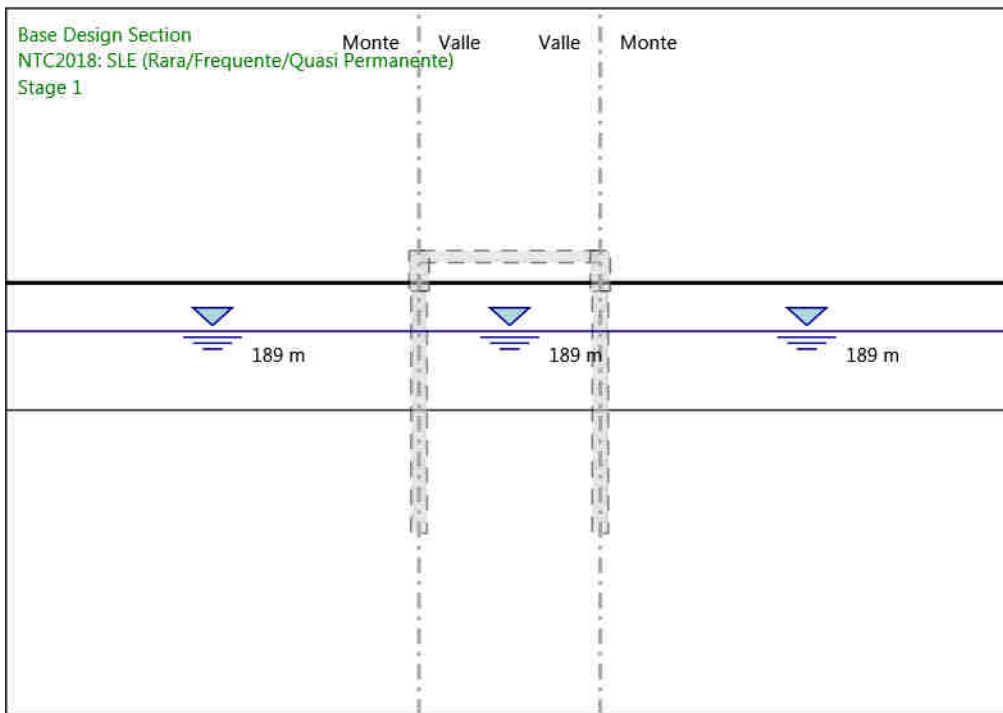 Base Design Section
NTC2018: SLE (Rara/Frequente/Quasi Permanente)
Stage 1
Monte Valle Valle Monte
189 m 189 m 189 m